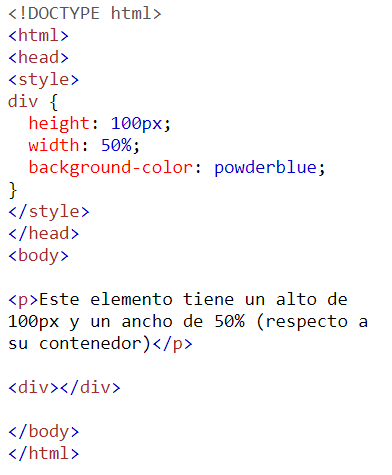 <!DOCTYPE html>
<html>
<head>
<style>
div {
  height: 100px;
  width: 50%;
  background-color: powderblue;
}
</style>
</head>
<body>

<p>Este elemento tiene un alto de
100px y un ancho de 50% (respecto a
su contenedor)</p>

<div></div>

</body>
</html>